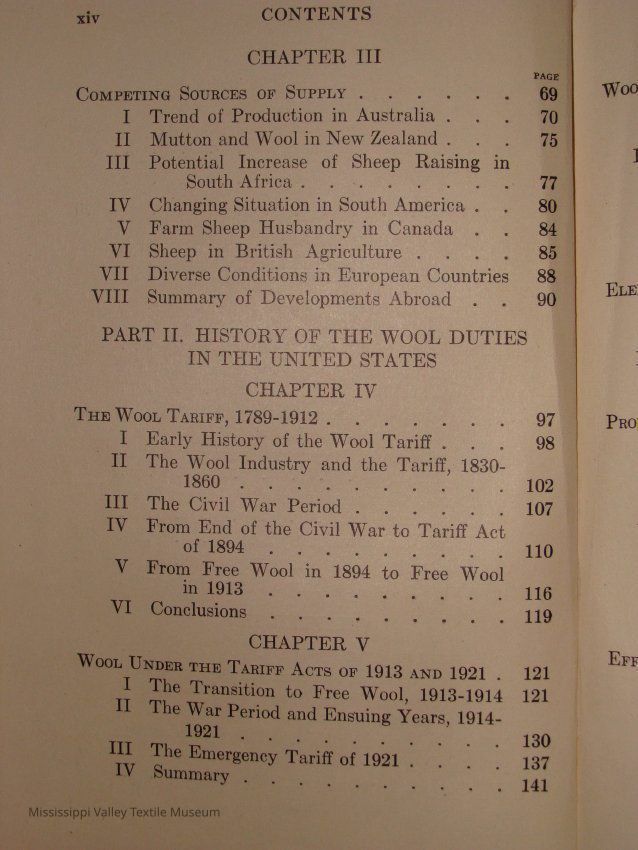 xiv CONTENTS
CHAPTER III
PAGE
COMPETING SOURCES OF SUPPLY . . . . . . 69
I Trend of Production in Australia . . . 70
II Mutton and Wool in New Zealand . . . 75
III Potential Increase of Sheep Raising in
South Africa . . . . . . . . 77
IV Changing Situation in South America . . 80
V Farm Sheep Husbandry in Canada . . 84
VI Sheep in British Agriculture . . . . 85
VII Diverse Conditions in European Countries 88
VIII Summary of Developments Abroad . . 90
PART II. HISTORY OF THE WOOL DUTIES
IN THE UNITED STATES
CHAPTER IV
THE WOOL TARIFF, 1789-1912 . . . . . . . 97
I Early History of the Wool Tariff . . . 98
II The Wool Industry and the Tariff, 1830-
1860 . . . . . . . . . . 102
III The Civil War Period . . . . . . 107
IV From End of the Civil War to Tariff Act
of 1894 . . . . . . . . . 110
V From Free Wool in 1894 to Free Wool
in 1913 . . . . . . . . . 116
VI Conclusions . . . . . . . . . 119
CHAPTER V
WOOL UNDER THE TARIFF ACTS OF 1913 AND 1921 . 121
I The Transition to Free Wool, 1913-1914 121
II The War Period and Ensuing Years, 1914-
1921 . . . . . . . . . . 130
III The Emergency Tariff of 1921 . . . . 137
IV Summary . . . . . . . . . . 141
Mississippi Valley Textile Museum